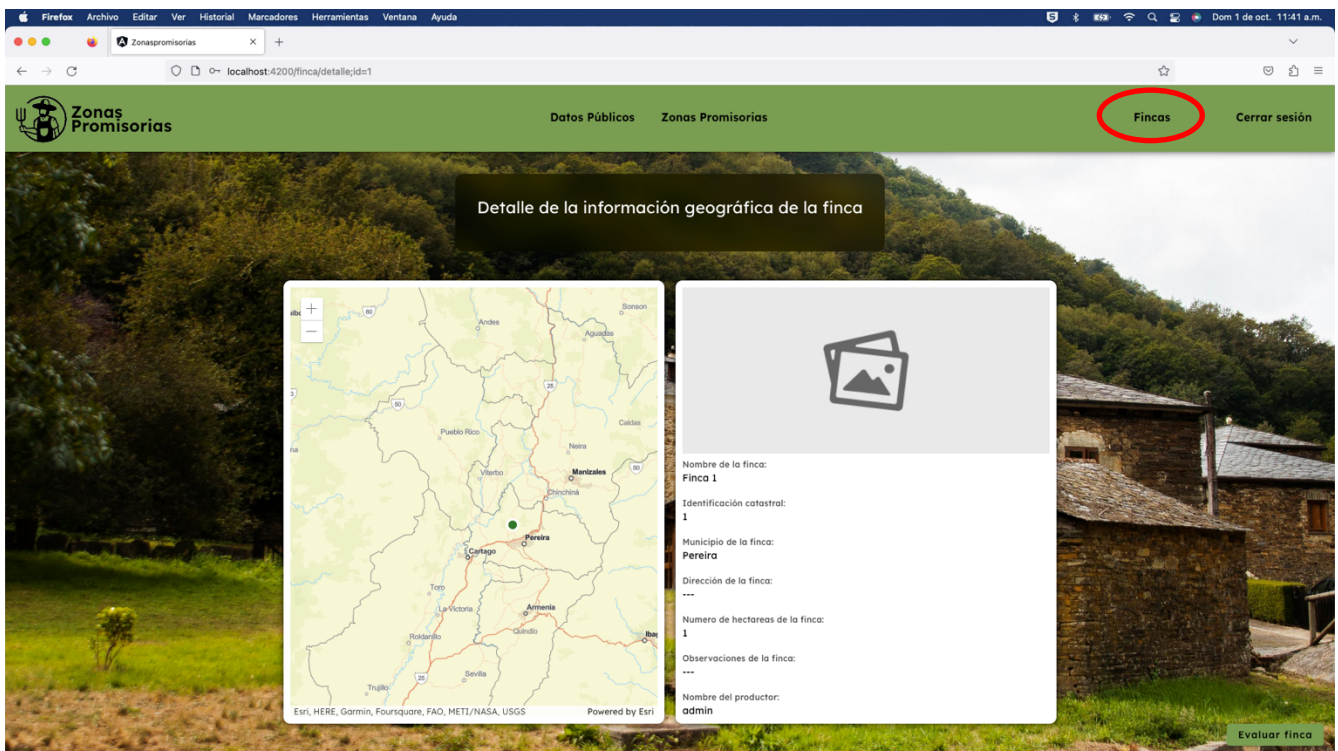 Firefox Archivo Editar Ver Historial Marcadores Herramientas Ventana Ayuda
Dom 1 de oct. 11:41 a.m.
Zonaspromisorias
localhost:4200/finca/detalle;id=1
Zonas
Promisorias
Datos Públicos Zonas Promisorias Fincas Cerrar sesión
Detalle de la información geográfica de la finca
+
−
60
Sonson
Andes
Aguadas
25
50
Caldas
Pueblo Rico
Neira
Viterbo
Manizales
50
Chinchiná
Pereira
Cartago
Toro
La Victoria
Armenia
Quindío
Roldanillo
25
Sevilla
Trujillo
Esri, HERE, Garmin, Foursquare, FAO, METI/NASA, USGS Powered by Esri
Nombre de la finca:
Finca 1
Identificación catastral:
1
Municipio de la finca:
Pereira
Dirección de la finca:
---
Numero de hectareas de la finca:
1
Observaciones de la finca:
---
Nombre del productor:
admin
Evaluar finca